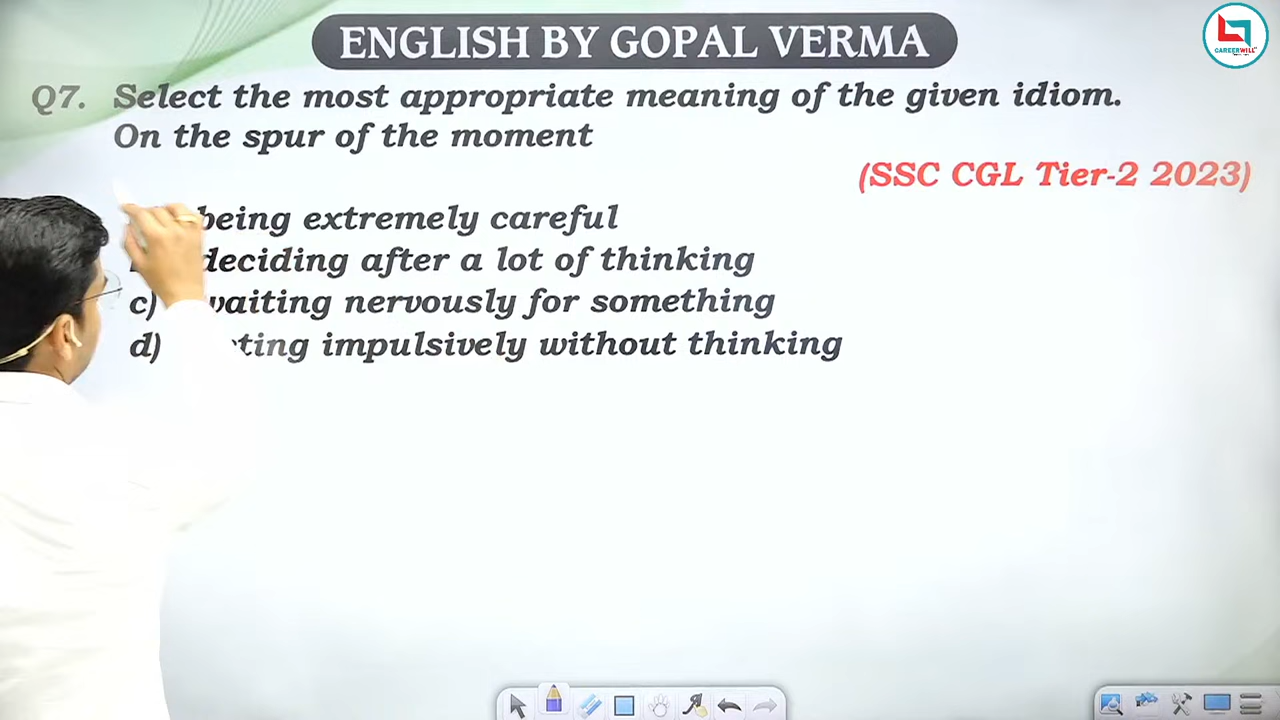 ENGLISH BY GOPAL VERMA
CAREERWILL
Q7. Select the most appropriate meaning of the given idiom.
On the spur of the moment
(SSC CGL Tier-2 2023)
being extremely careful
deciding after a lot of thinking
c) waiting nervously for something
d) impulsively without thinking